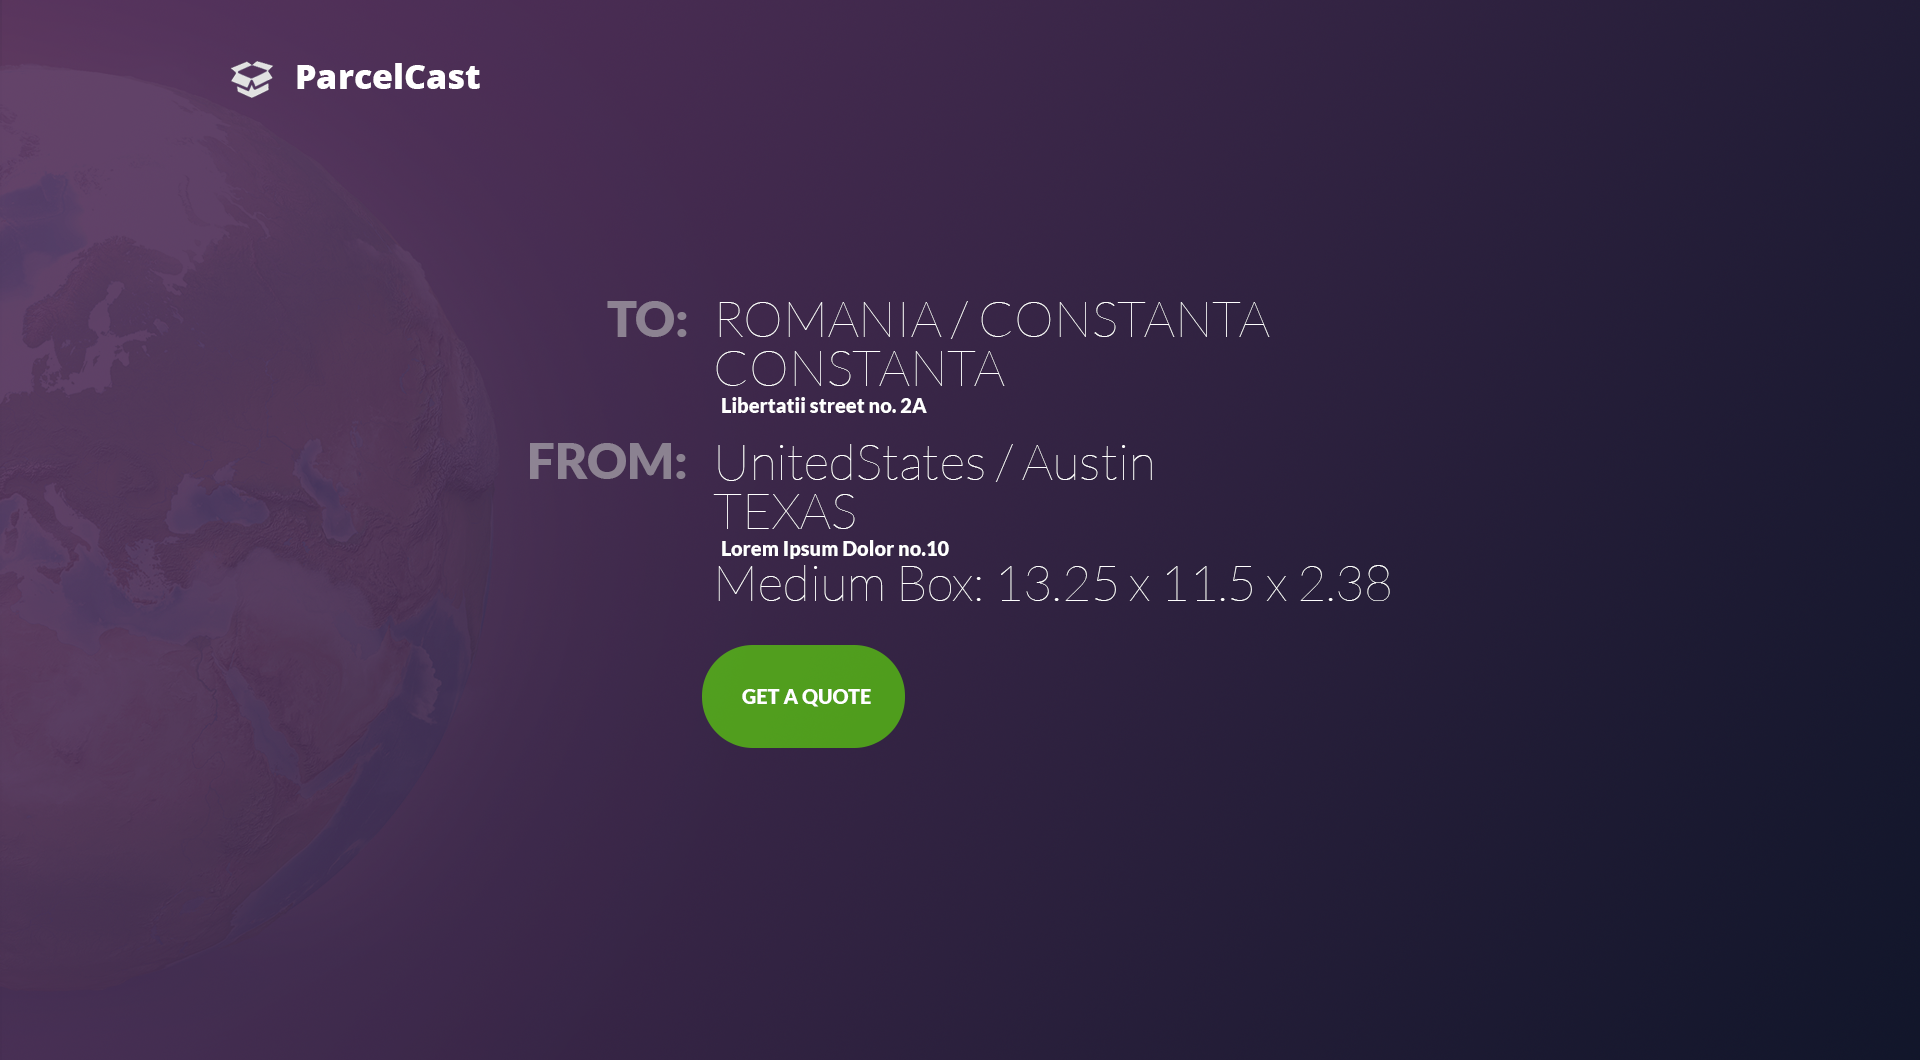 ParcelCast
TO: ROMANIA / CONSTANTA
CONSTANTA
Libertatii street no. 2A
FROM: UnitedStates / Austin
TEXAS
Lorem Ipsum Dolor no.10
Medium Box: 13.25 x 11.5 x 2.38
GET A QUOTE